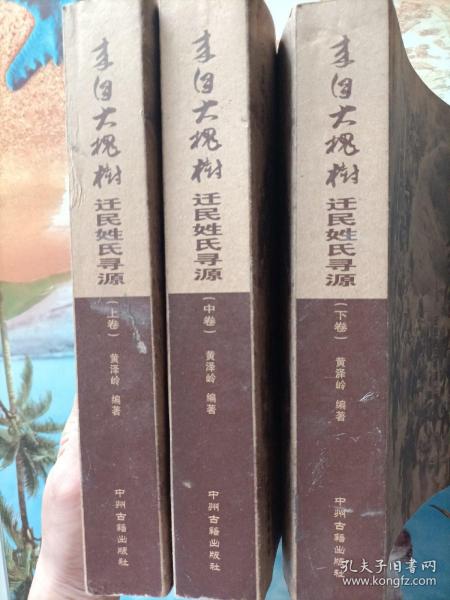 来自大槐树
迁民姓氏寻源
(上卷)
黄泽岭 编著
中州古籍出版社
来自大槐树
迁民姓氏寻源
(中卷)
黄泽岭 编著
中州古籍出版社
来自大槐樹
迁民姓氏寻源
(下卷)
黄泽岭 编著
中州古籍出版社
孔夫子旧书网
kongfz.com